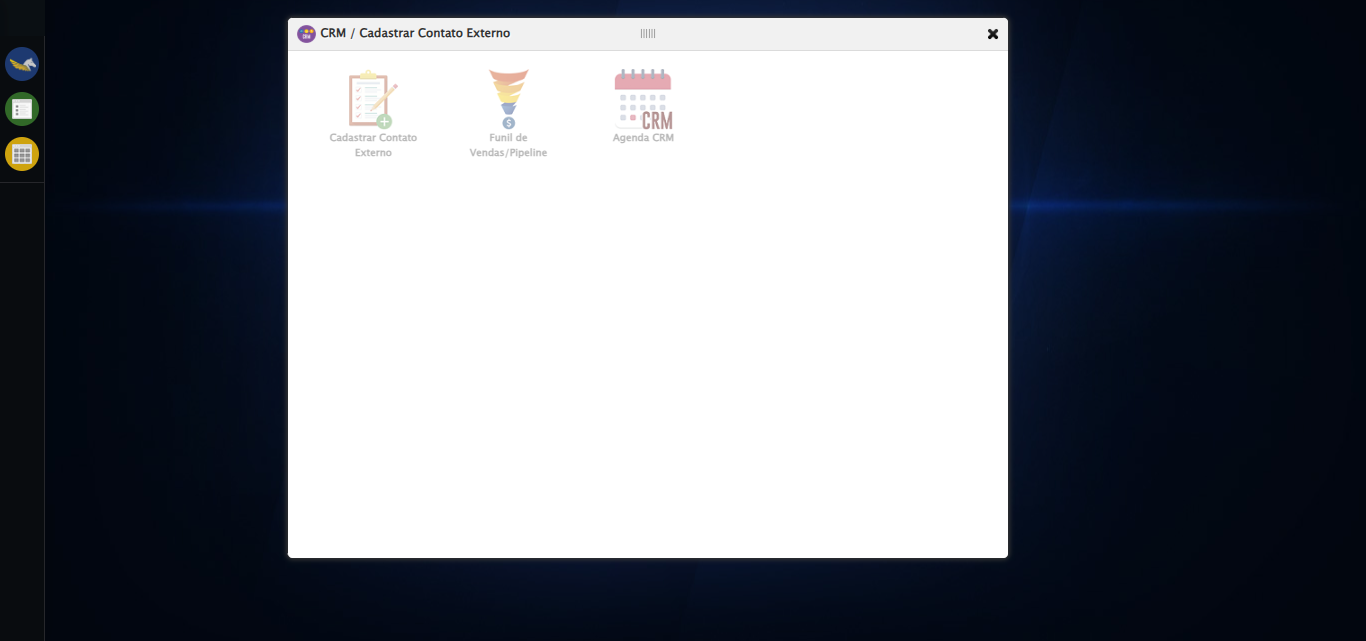 CRM / Cadastrar Contato Externo
Cadastrar Contato
Externo
Funil de
Vendas/Pipeline
CRM
Agenda CRM